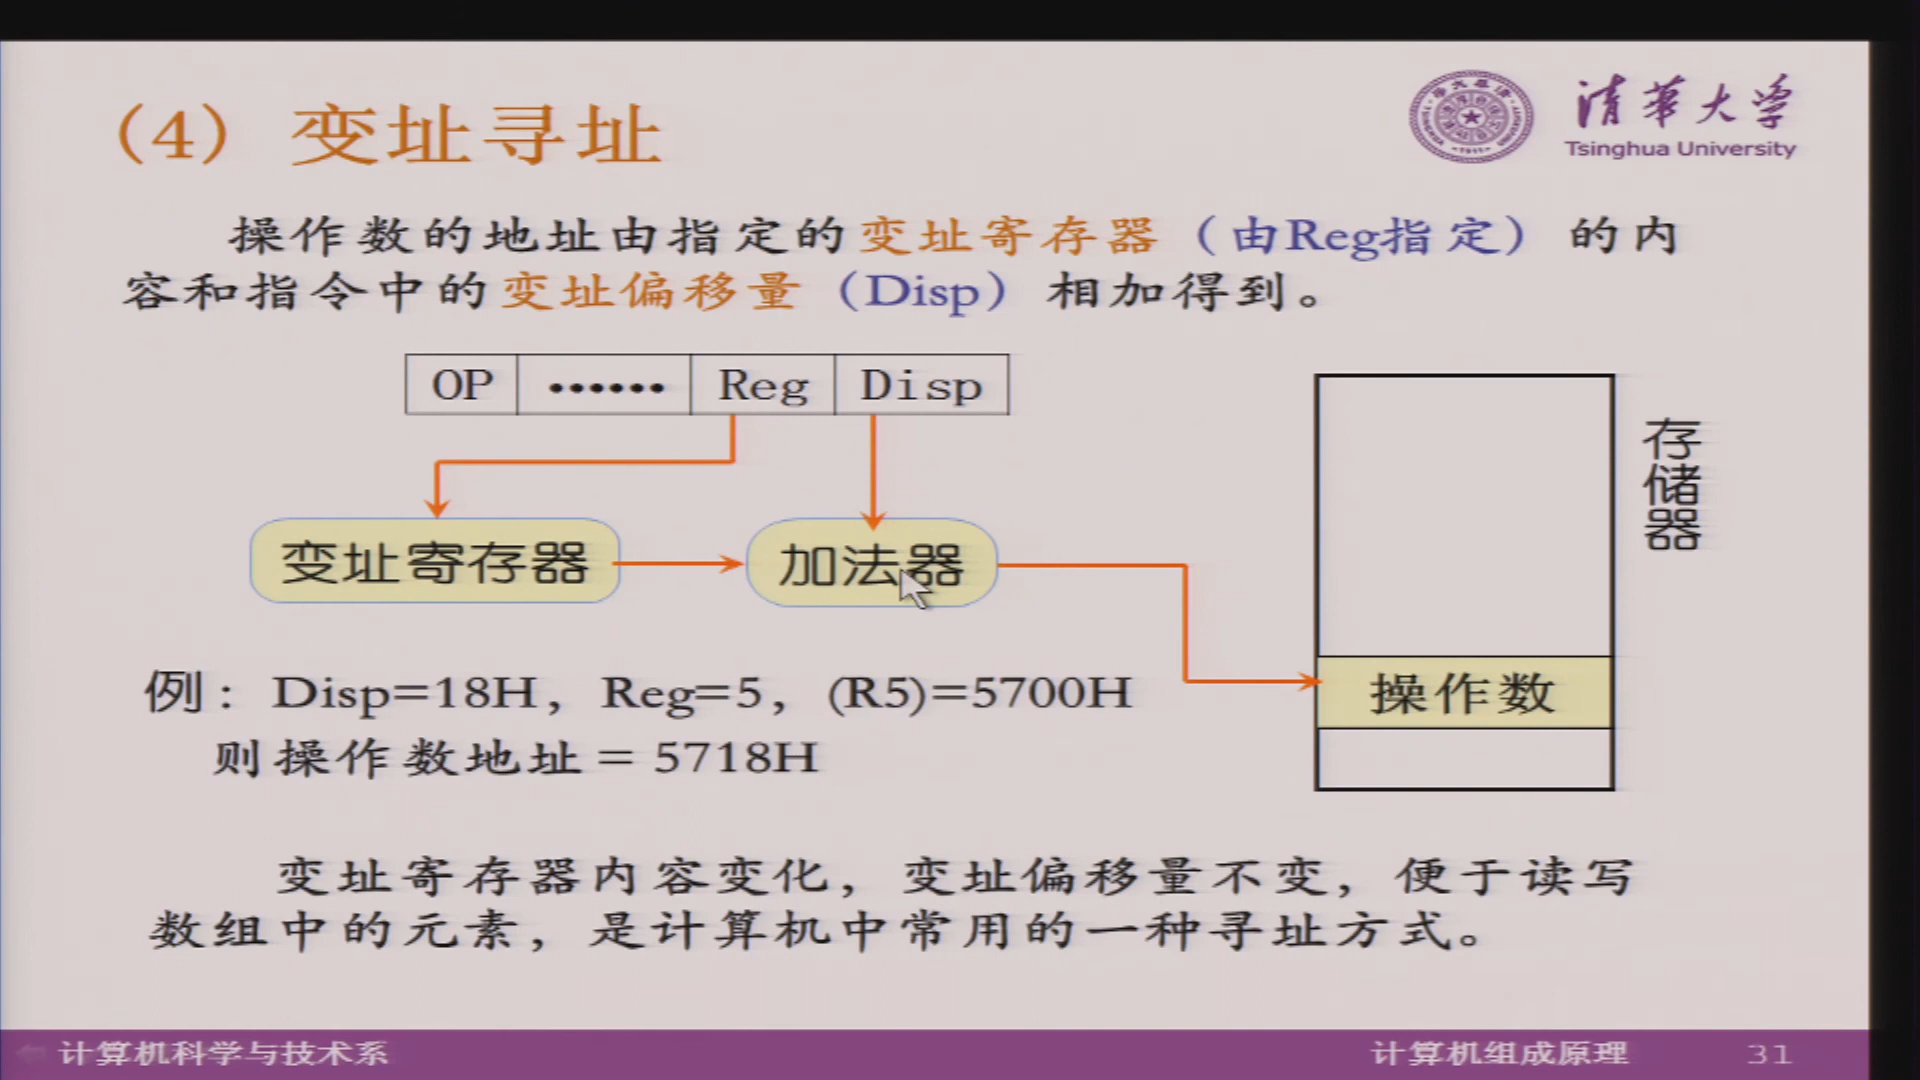 （4）变址寻址
清华大学
Tsinghua University
操作数的地址由指定的变址寄存器（由Reg指定）的内
容和指令中的变址偏移量（Disp）相加得到。
OP …… Reg Disp
存储器
变址寄存器 加法器
操作数
例：Disp=18H，Reg=5，(R5)=5700H
则操作数地址＝5718H
变址寄存器内容变化，变址偏移量不变，便于读写
数组中的元素，是计算机中常用的一种寻址方式。
计算机科学与技术系 计算机组成原理 31